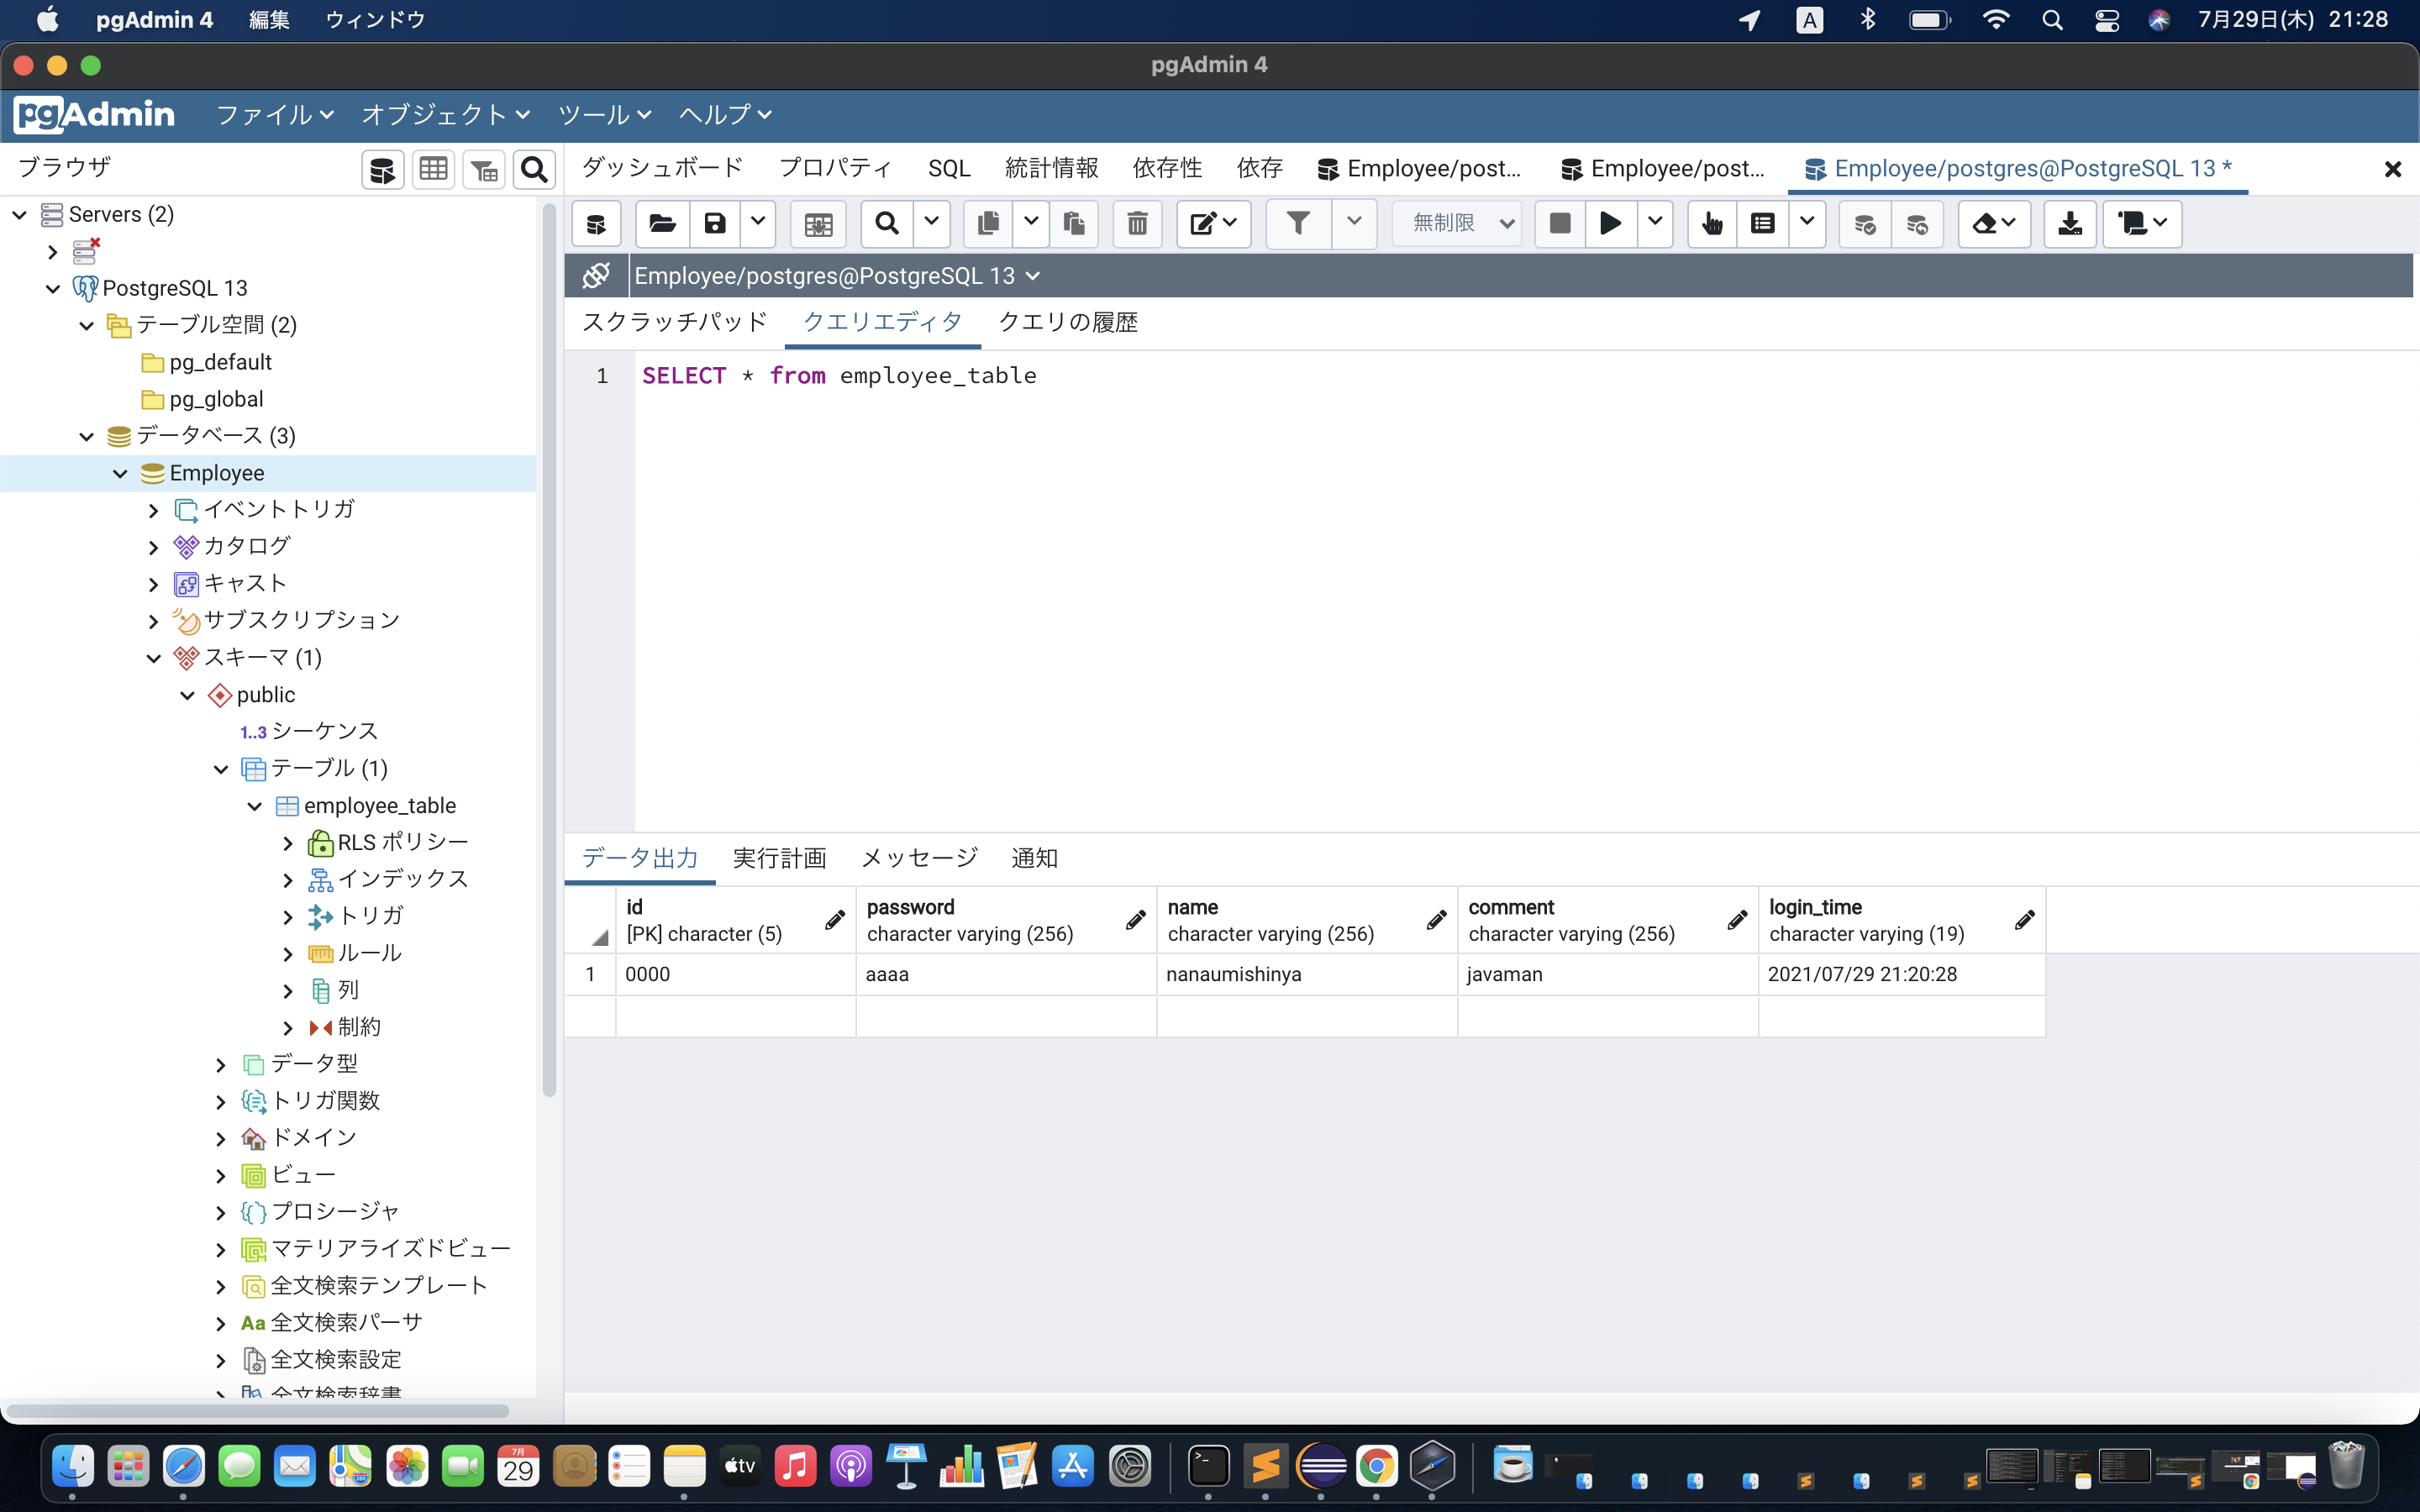 pgAdmin 4 編集 ウィンドウ A 7月29日(木) 21:28
pgAdmin 4
pgAdmin ファイル オブジェクト ツール ヘルプ
ブラウザ
ダッシュボード プロパティ SQL 統計情報 依存性 依存 Employee/post... Employee/post... Employee/postgres@PostgreSQL 13 *
無制限
Employee/postgres@PostgreSQL 13
スクラッチパッド クエリエディタ クエリの履歴
1 SELECT * from employee_table
Servers (2)
PostgreSQL 13
テーブル空間 (2)
pg_default
pg_global
データベース (3)
Employee
イベントトリガ
カタログ
キャスト
サブスクリプション
スキーマ (1)
public
1..3 シーケンス
テーブル (1)
employee_table
RLS ポリシー
インデックス
トリガ
ルール
列
制約
データ型
トリガ関数
ドメイン
ビュー
プロシージャ
マテリアライズドビュー
全文検索テンプレート
Aa 全文検索パーサ
全文検索設定
全文検索辞書
データ出力 実行計画 メッセージ 通知
id password name comment login_time
[PK] character (5) character varying (256) character varying (256) character varying (256) character varying (19)
1 0000 aaaa nanaumishinya javaman 2021/07/29 21:20:28
7月
29
tv